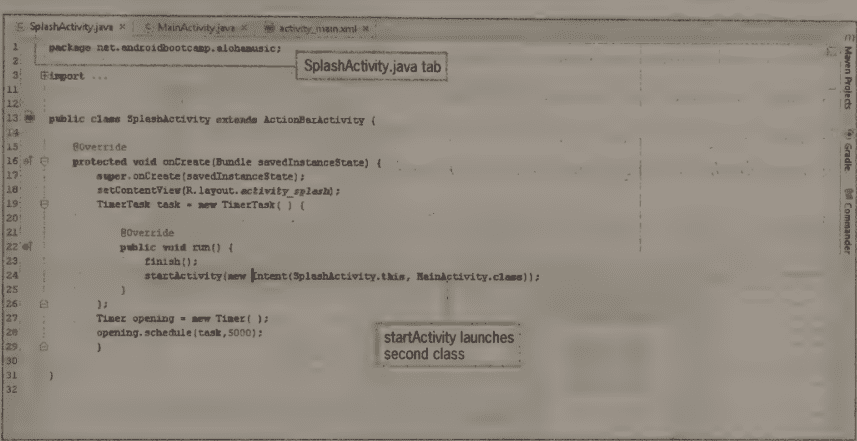 SplashActivity.java × MainActivity.java × activity_main.xml ×
1 package net.androidbootcamp.alohamusic;
2
SplashActivity.java tab
3 import ...
11
12
13 public class SplashActivity extends ActionBarActivity {
14
15 @Override
16 protected void onCreate(Bundle savedInstanceState) {
17 super.onCreate(savedInstanceState);
18 setContentView(R.layout.activity_splash);
19 TimerTask task = new TimerTask( ) {
20
21 @Override
22 public void run() {
23 finish();
24 startActivity(new Intent(SplashActivity.this, MainActivity.class));
25 }
26 };
27 Timer opening = new Timer( );
28 opening.schedule(task,5000);
29 }
30
31 }
32
startActivity launches
second class
Maven Projects
Gradle
Commander